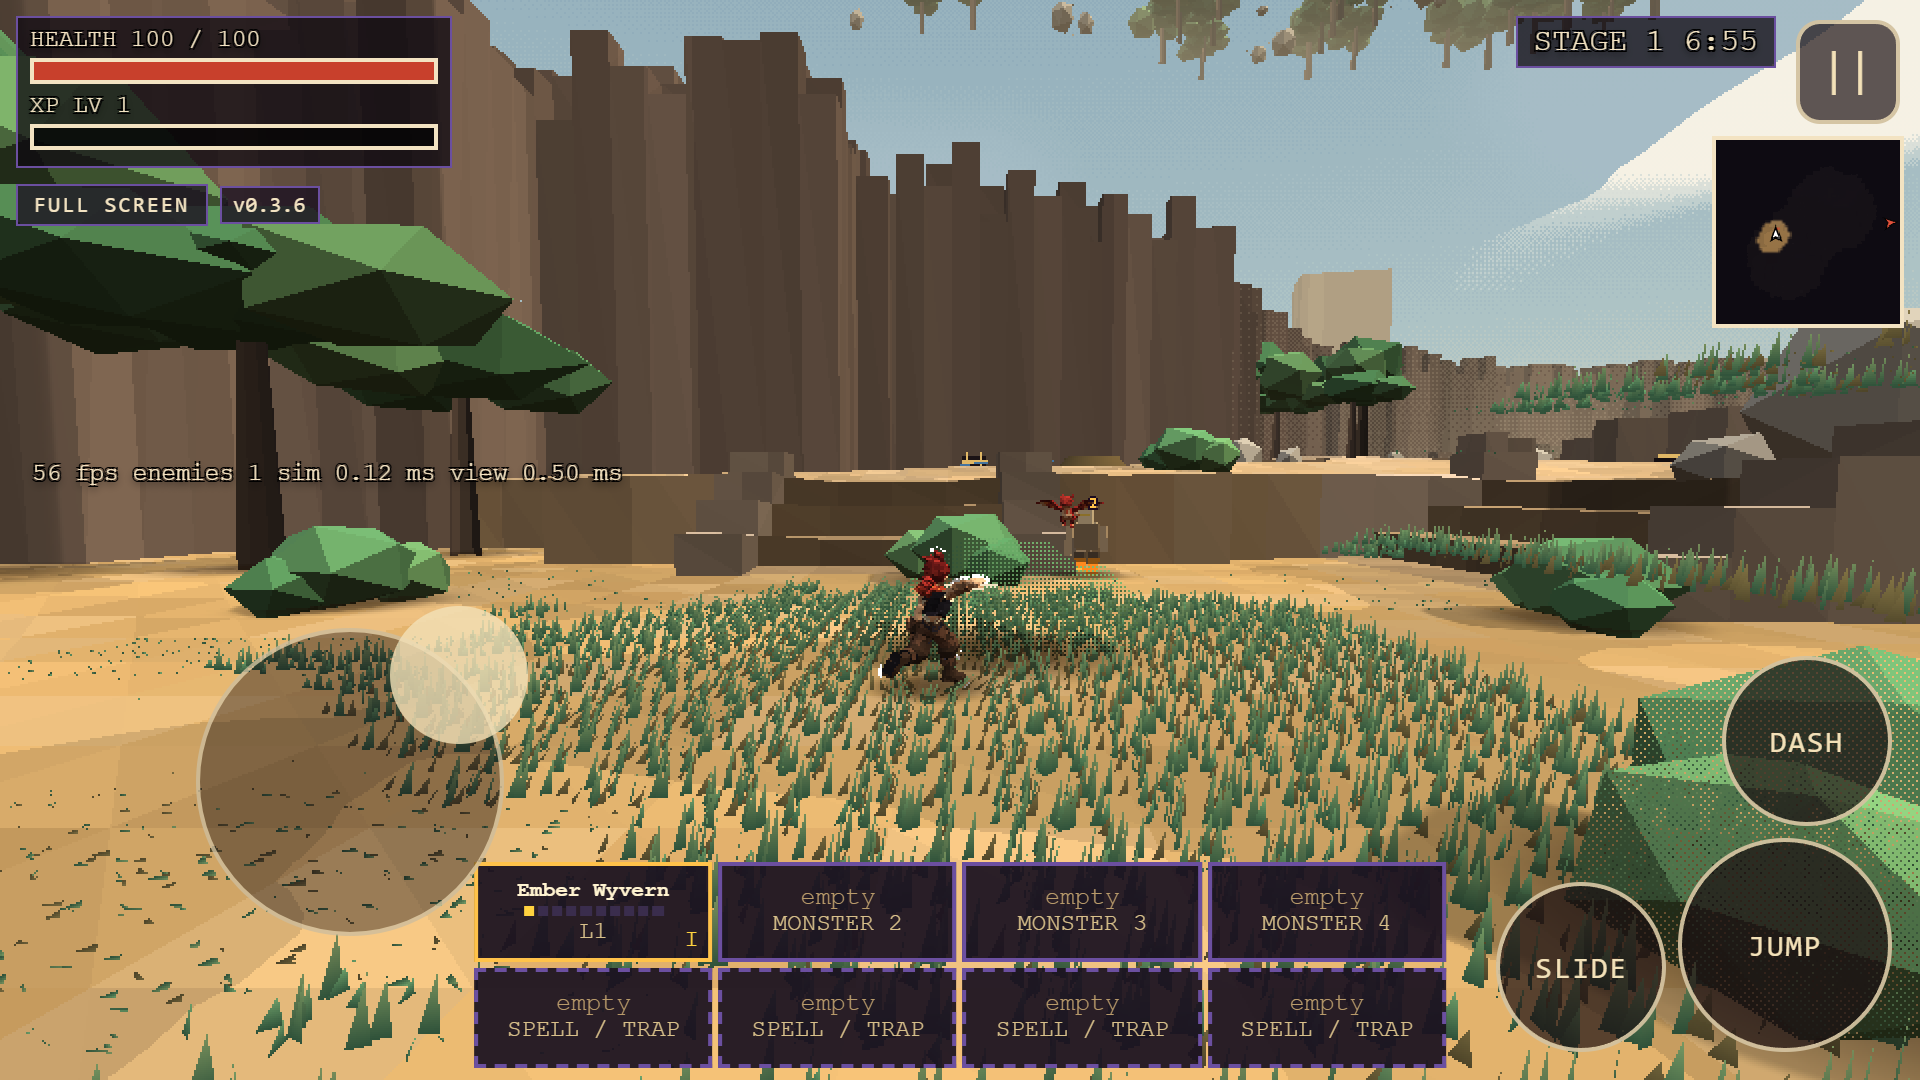 HEALTH 100 / 100
XP LV 1
FULL SCREEN
v0.3.6
STAGE 1 6:55
56 fps enemies 1 sim 0.12 ms view 0.50 ms
DASH
JUMP
SLIDE
Ember Wyvern
L1
I
empty
MONSTER 2
empty
MONSTER 3
empty
MONSTER 4
empty
SPELL / TRAP
empty
SPELL / TRAP
empty
SPELL / TRAP
empty
SPELL / TRAP